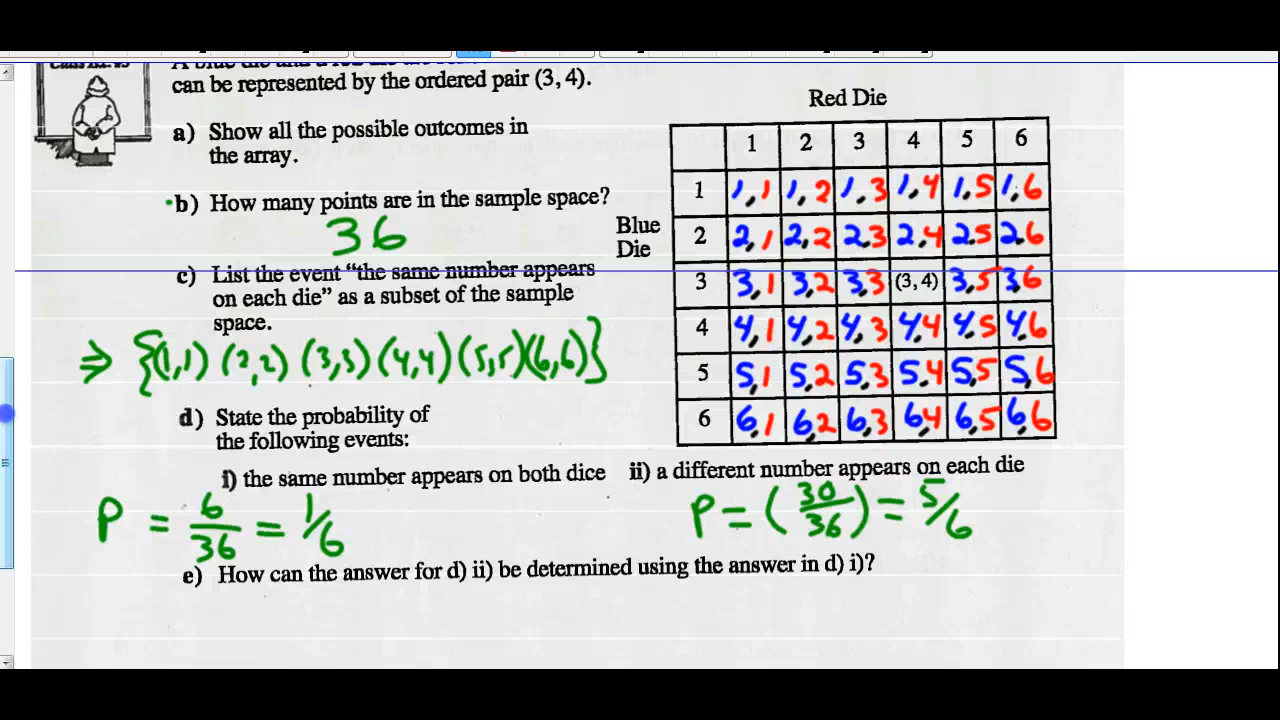 can be represented by the ordered pair (3, 4).
a) Show all the possible outcomes in
the array.
b) How many points are in the sample space?
36
c) List the event “the same number appears
on each die” as a subset of the sample
space.
⇒ {(1,1) (2,2) (3,3) (4,4) (5,5) (6,6)}
d) State the probability of
the following events:
i) the same number appears on both dice
P = 6/36 = 1/6
Red Die
1 2 3 4 5 6
Blue
Die
1 1,1 1,2 1,3 1,4 1,5 1,6
2 2,1 2,2 2,3 2,4 2,5 2,6
3 3,1 3,2 3,3 (3, 4) 3,5 3,6
4 4,1 4,2 4,3 4,4 4,5 4,6
5 5,1 5,2 5,3 5,4 5,5 5,6
6 6,1 6,2 6,3 6,4 6,5 6,6
ii) a different number appears on each die
P = (30/36) = 5/6
e) How can the answer for d) ii) be determined using the answer in d) i)?